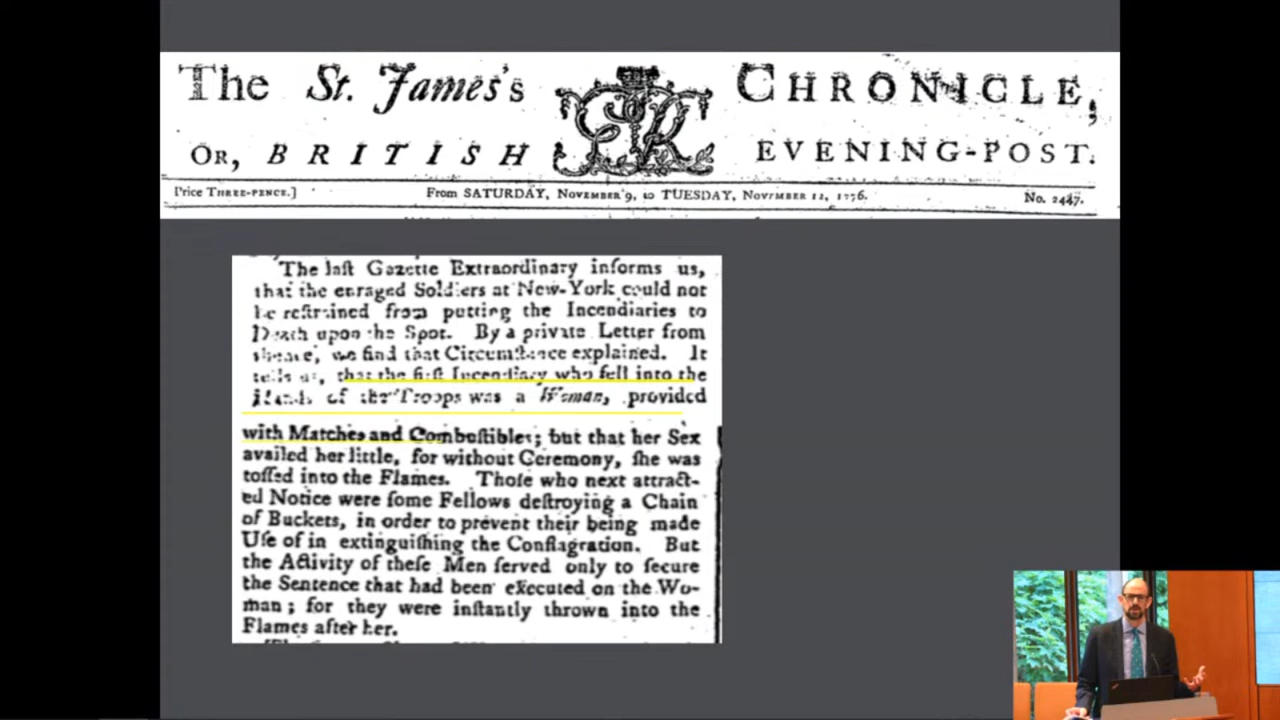 The St. James's CHRONICLE,
OR, BRITISH EVENING-POST.
Price THREE-PENCE.] From SATURDAY, NOVEMBER 9, to TUESDAY, NOVEMBER 12, 1776. No. 2447.
The laſt Gazette Extraordinary informs us,
that the enraged Soldiers at New-York could not
be reſtrained from putting the Incendiaries to
Death upon the Spot. By a private Letter from
thence, we find that Circumſtance explained. It
tells us, that the firſt Incendiary who fell into the
Hands of the Troops was a Woman, provided
with Matches and Combuſtibles; but that her Sex
availed her little, for without Ceremony, ſhe was
toſſed into the Flames. Thoſe who next attract-
ed Notice were ſome Fellows deſtroying a Chain
of Buckets, in order to prevent their being made
Uſe of in extinguiſhing the Conflagration. But
the Activity of theſe Men ſerved only to ſecure
the Sentence that had been executed on the Wo-
man; for they were inſtantly thrown into the
Flames after her.